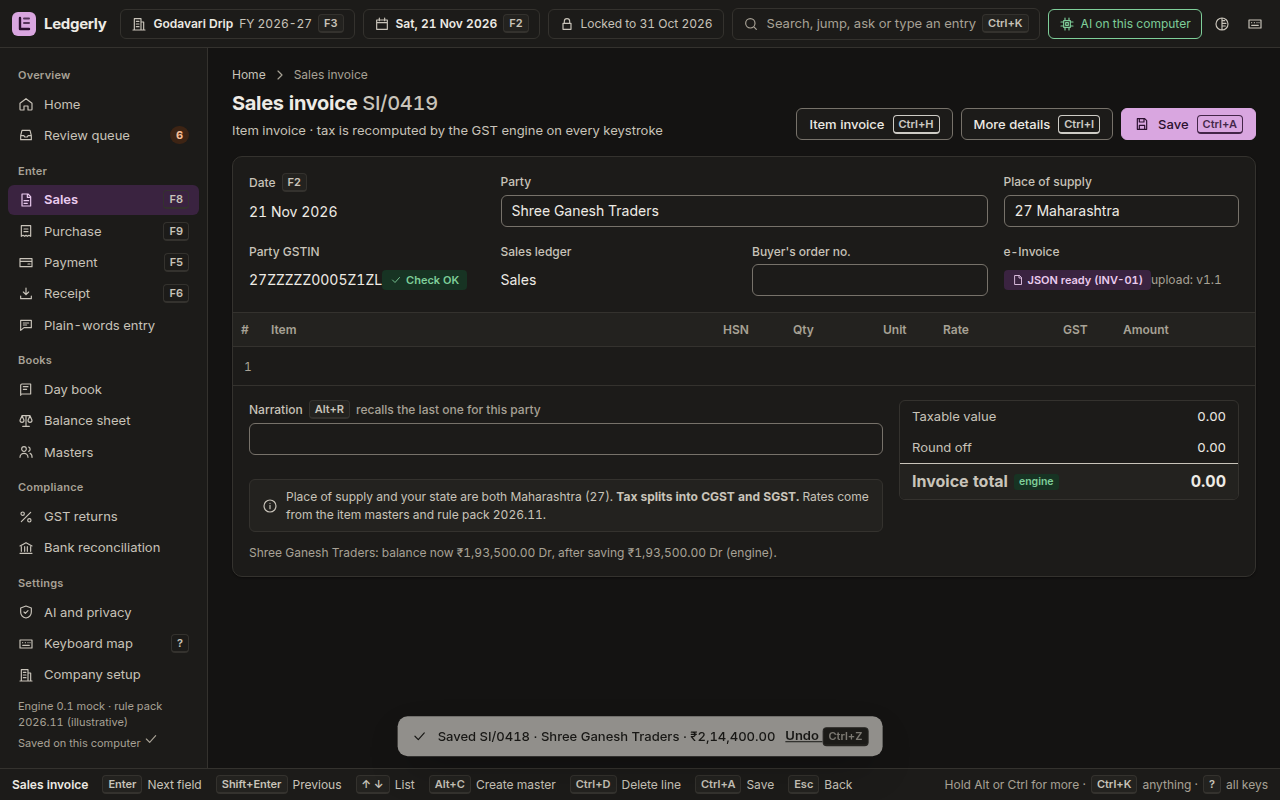 Ledgerly
Godavari Drip FY 2026-27 F3
Sat, 21 Nov 2026 F2
Locked to 31 Oct 2026
Search, jump, ask or type an entry Ctrl+K
AI on this computer
Overview
Home
Review queue 6
Enter
Sales F8
Purchase F9
Payment F5
Receipt F6
Plain-words entry
Books
Day book
Balance sheet
Masters
Compliance
GST returns
Bank reconciliation
Settings
AI and privacy
Keyboard map ?
Company setup
Engine 0.1 mock · rule pack
2026.11 (illustrative)
Saved on this computer
Home Sales invoice
Sales invoice SI/0419
Item invoice · tax is recomputed by the GST engine on every keystroke
Item invoice Ctrl+H
More details Ctrl+I
Save Ctrl+A
Date F2
Party
Place of supply
21 Nov 2026
Shree Ganesh Traders
27 Maharashtra
Party GSTIN
Sales ledger
Buyer's order no.
e-Invoice
27ZZZZZ0005Z1ZL Check OK
Sales
JSON ready (INV-01) upload: v1.1
# Item HSN Qty Unit Rate GST Amount
1
Narration Alt+R recalls the last one for this party
Taxable value 0.00
Round off 0.00
Invoice total engine 0.00
Place of supply and your state are both Maharashtra (27). Tax splits into CGST and SGST. Rates come
from the item masters and rule pack 2026.11.
Shree Ganesh Traders: balance now ₹1,93,500.00 Dr, after saving ₹1,93,500.00 Dr (engine).
Saved SI/0418 · Shree Ganesh Traders · ₹2,14,400.00 Undo Ctrl+Z
Sales invoice Enter Next field Shift+Enter Previous ↑↓ List Alt+C Create master Ctrl+D Delete line Ctrl+A Save Esc Back
Hold Alt or Ctrl for more · Ctrl+K anything · ? all keys